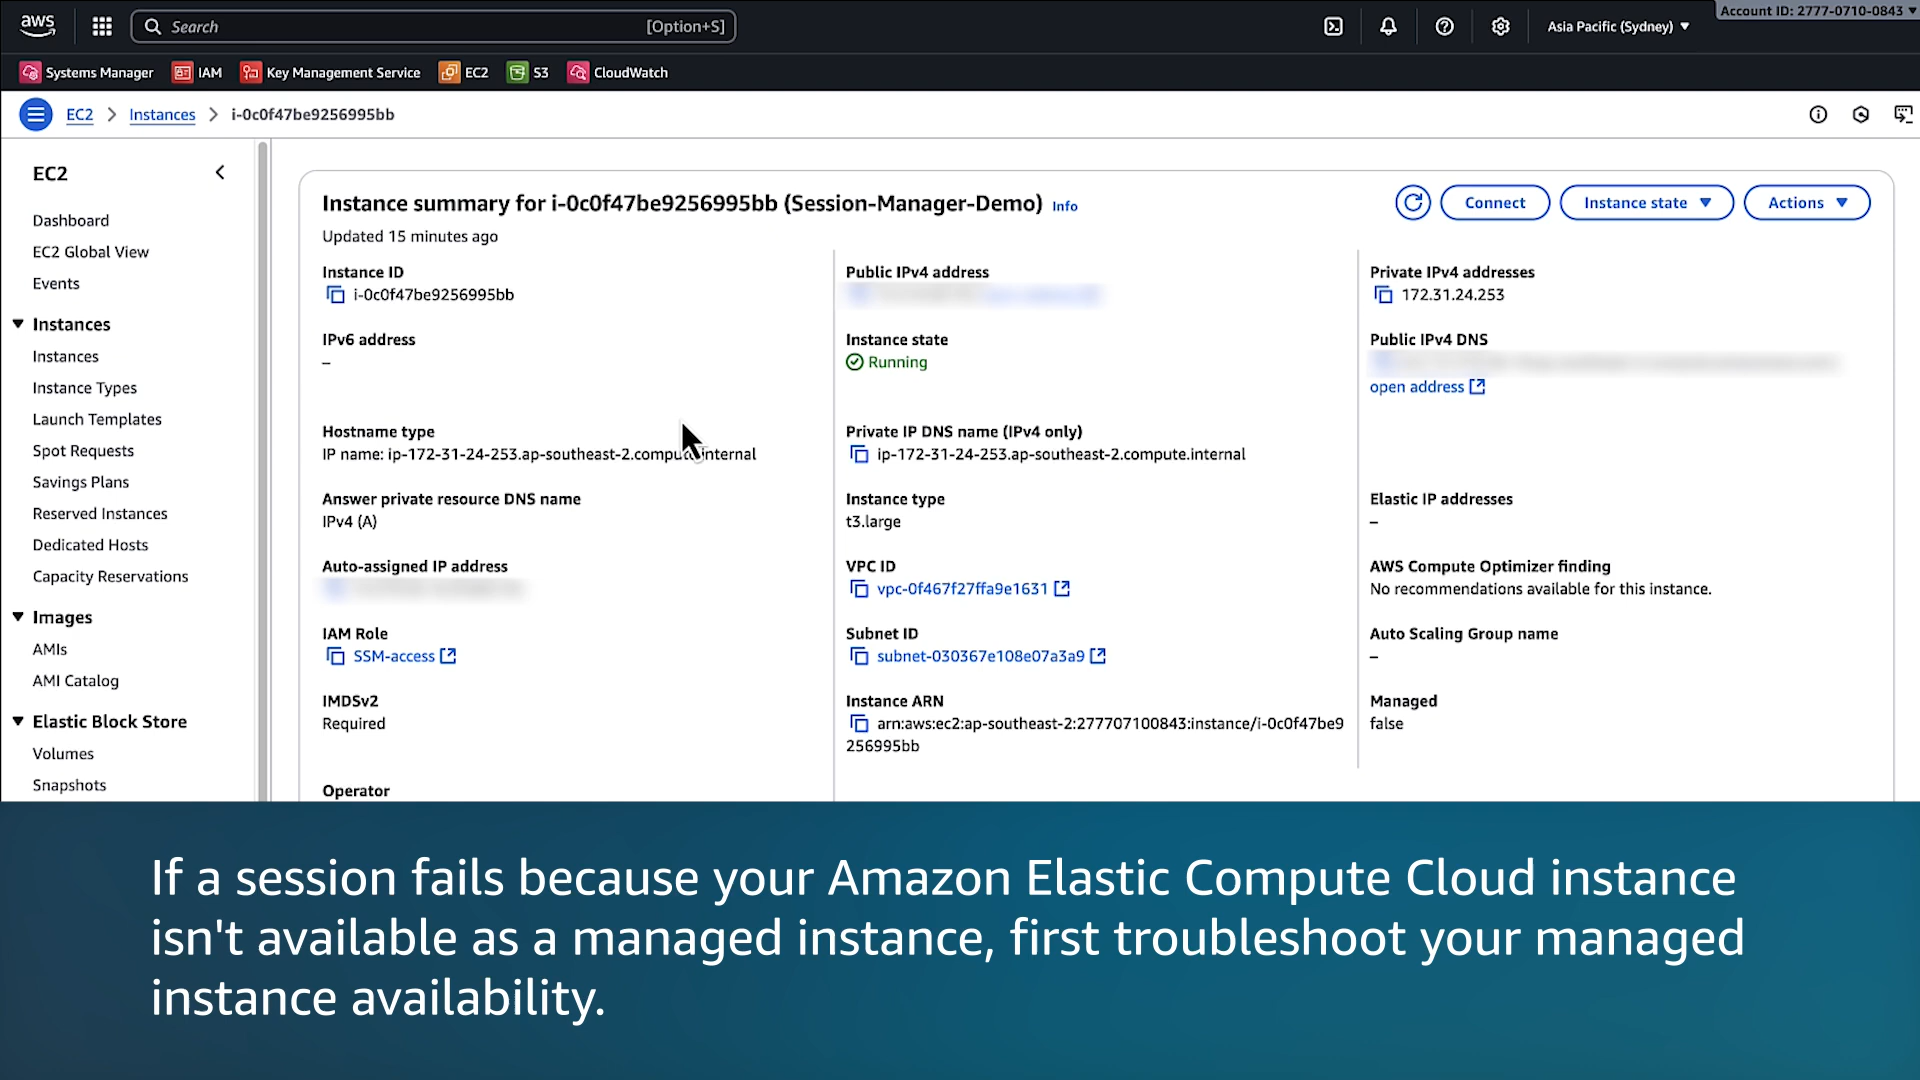 aws
Search [Option+S]
Asia Pacific (Sydney)
Account ID: 2777-0710-0843
Systems Manager IAM Key Management Service EC2 S3 CloudWatch
EC2 Instances i-0c0f47be9256995bb
EC2
Dashboard
EC2 Global View
Events
Instances
Instances
Instance Types
Launch Templates
Spot Requests
Savings Plans
Reserved Instances
Dedicated Hosts
Capacity Reservations
Images
AMIs
AMI Catalog
Elastic Block Store
Volumes
Snapshots
Instance summary for i-0c0f47be9256995bb (Session-Manager-Demo) Info
Connect Instance state Actions
Updated 15 minutes ago
Instance ID
i-0c0f47be9256995bb
Public IPv4 address
Private IPv4 addresses
172.31.24.253
IPv6 address
–
Instance state
Running
Public IPv4 DNS
open address
Hostname type
IP name: ip-172-31-24-253.ap-southeast-2.compute.internal
Private IP DNS name (IPv4 only)
ip-172-31-24-253.ap-southeast-2.compute.internal
Answer private resource DNS name
IPv4 (A)
Instance type
t3.large
Elastic IP addresses
–
Auto-assigned IP address
VPC ID
vpc-0f467f27ffa9e1631
AWS Compute Optimizer finding
No recommendations available for this instance.
IAM Role
SSM-access
Subnet ID
subnet-030367e108e07a3a9
Auto Scaling Group name
–
IMDSv2
Required
Instance ARN
arn:aws:ec2:ap-southeast-2:277707100843:instance/i-0c0f47be9
256995bb
Managed
false
Operator
If a session fails because your Amazon Elastic Compute Cloud instance
isn't available as a managed instance, first troubleshoot your managed
instance availability.